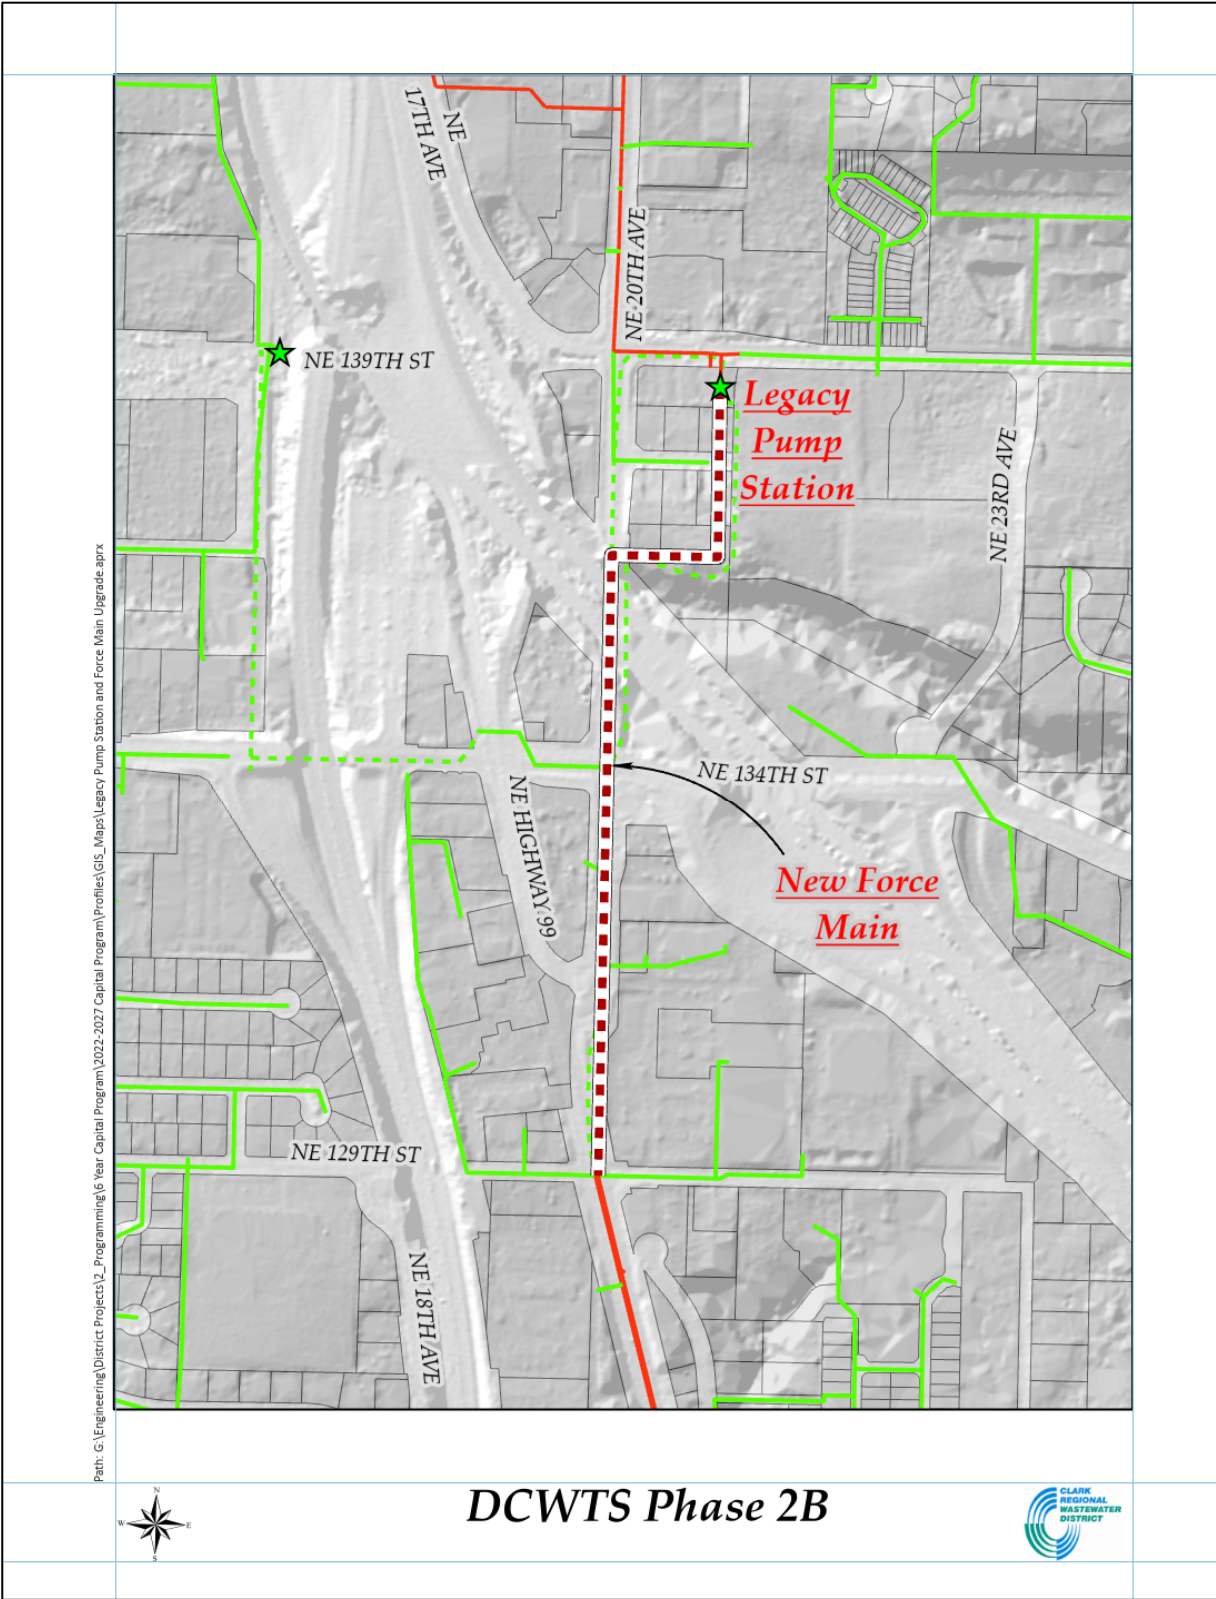 17TH AVE
NE
NE 20TH AVE
NE 139TH ST
Legacy
Pump
Station
NE 23RD AVE
NE 134TH ST
NE HIGHWAY 99
New Force
Main
NE 129TH ST
NE 18TH AVE
Path: G:\Engineering\District Projects\2_Programming\6 Year Capital Program\2022-2027 Capital Program\Profiles\GIS_Maps\Legacy Pump Station and Force Main Upgrade.aprx
N
W E
S
DCWTS Phase 2B
CLARK
REGIONAL
WASTEWATER
DISTRICT